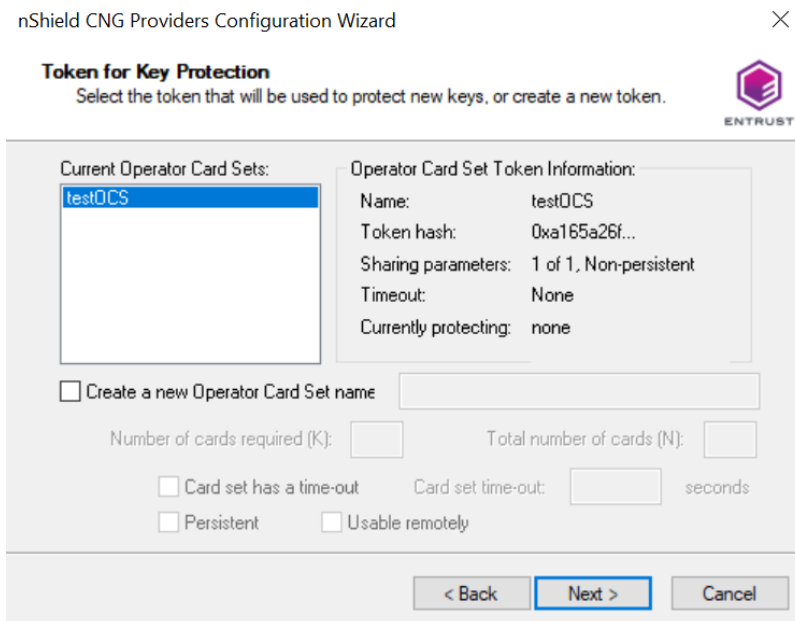 nShield CNG Providers Configuration Wizard
Token for Key Protection
Select the token that will be used to protect new keys, or create a new token.
ENTRUST
Current Operator Card Sets:
testOCS
Operator Card Set Token Information:
Name: testOCS
Token hash: 0xa165a26f...
Sharing parameters: 1 of 1, Non-persistent
Timeout: None
Currently protecting: none
Create a new Operator Card Set name
Number of cards required (K): Total number of cards (N):
Card set has a time-out Card set time-out: seconds
Persistent Usable remotely
< Back Next > Cancel